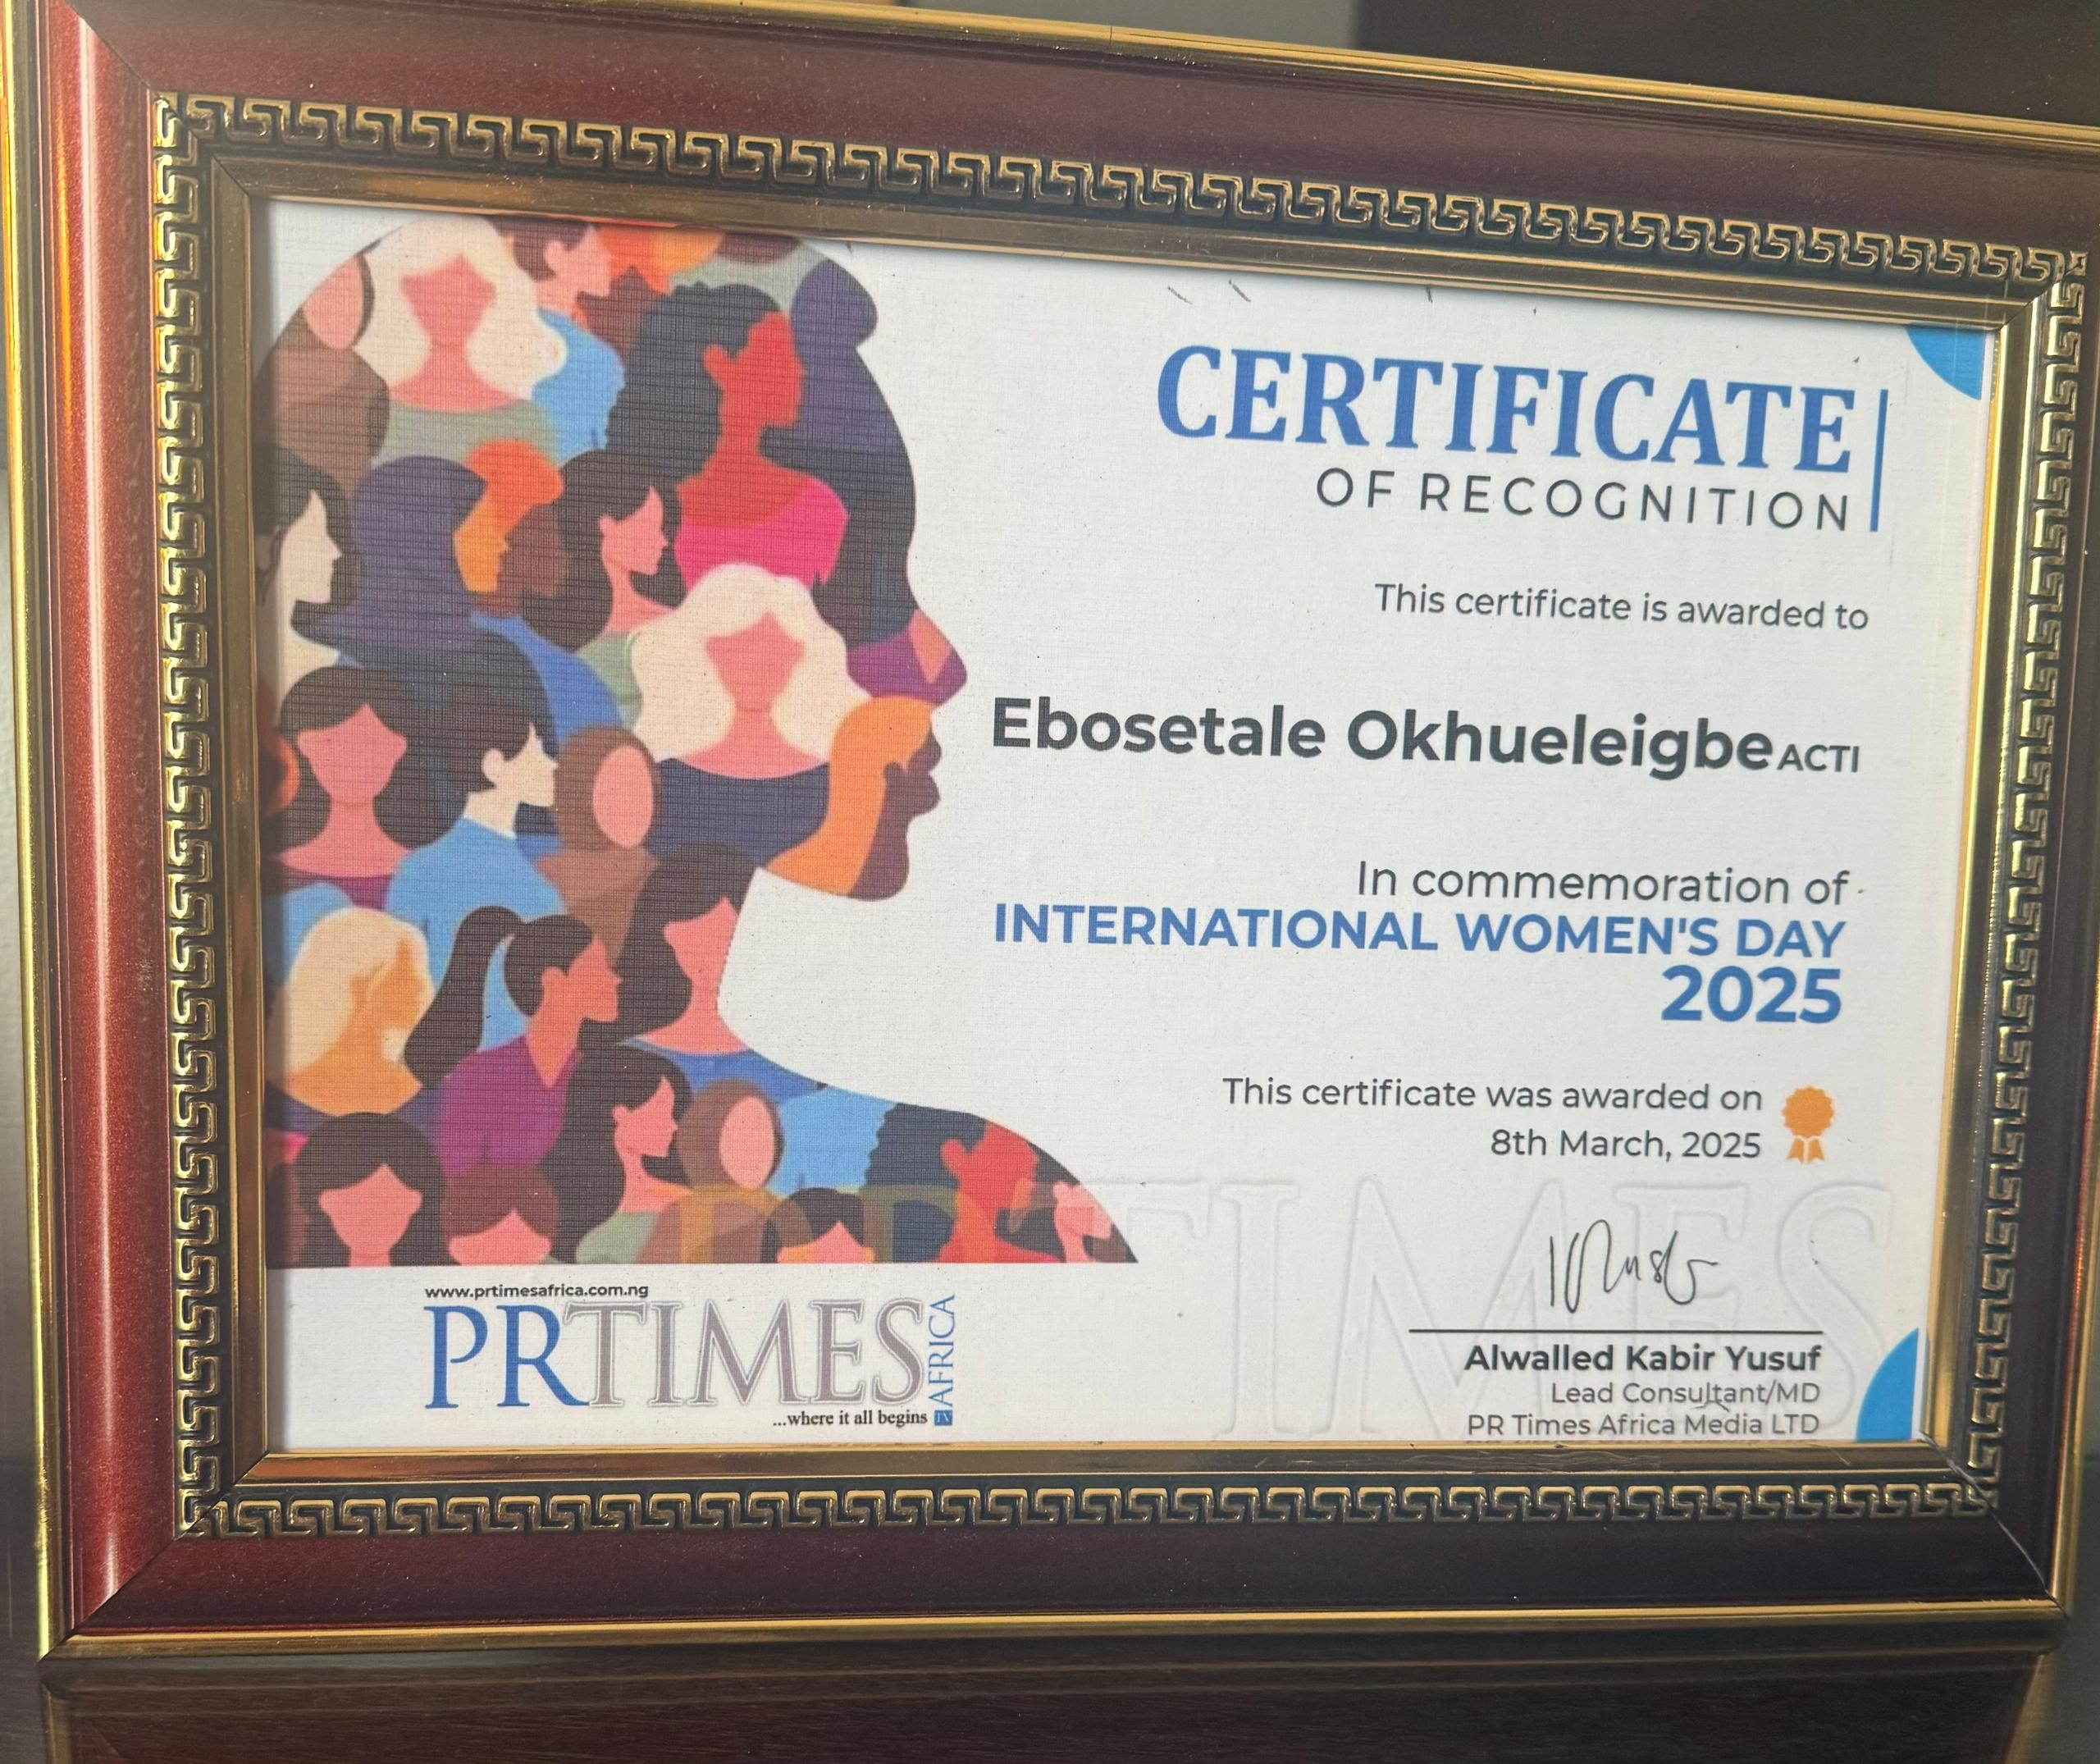 CERTIFICATE
OF RECOGNITION
This certificate is awarded to
Ebosetale Okhueleigbe ACTI
In commemoration of
INTERNATIONAL WOMEN'S DAY
2025
This certificate was awarded on
8th March, 2025
Alwalled Kabir Yusuf
Lead Consultant/MD
PR Times Africa Media LTD
www.prtimesafrica.com.ng
PRTIMES AFRICA
...where it all begins TV
PRTIMES